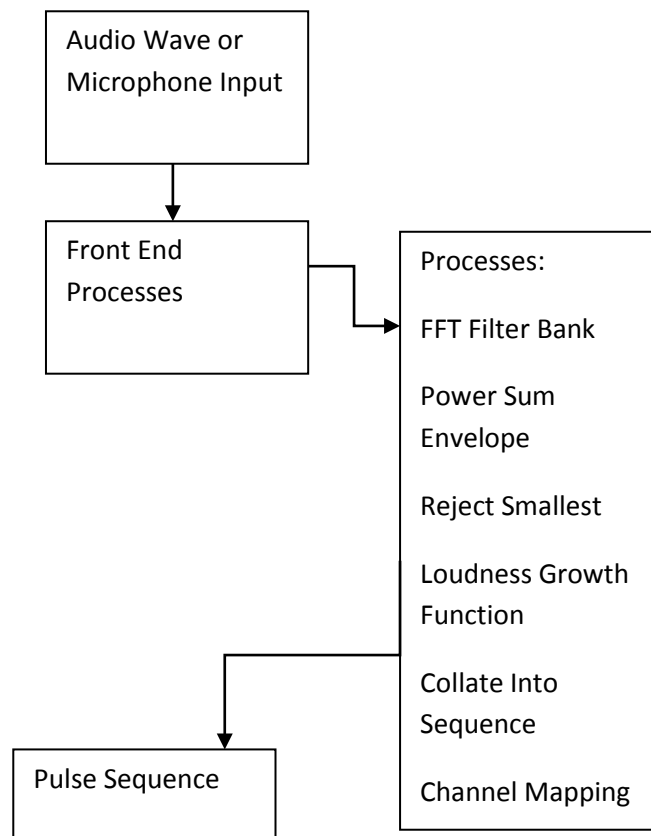 Audio Wave or
Microphone Input
Front End
Processes
Processes:
FFT Filter Bank
Power Sum
Envelope
Reject Smallest
Loudness Growth
Function
Collate Into
Sequence
Channel Mapping
Pulse Sequence